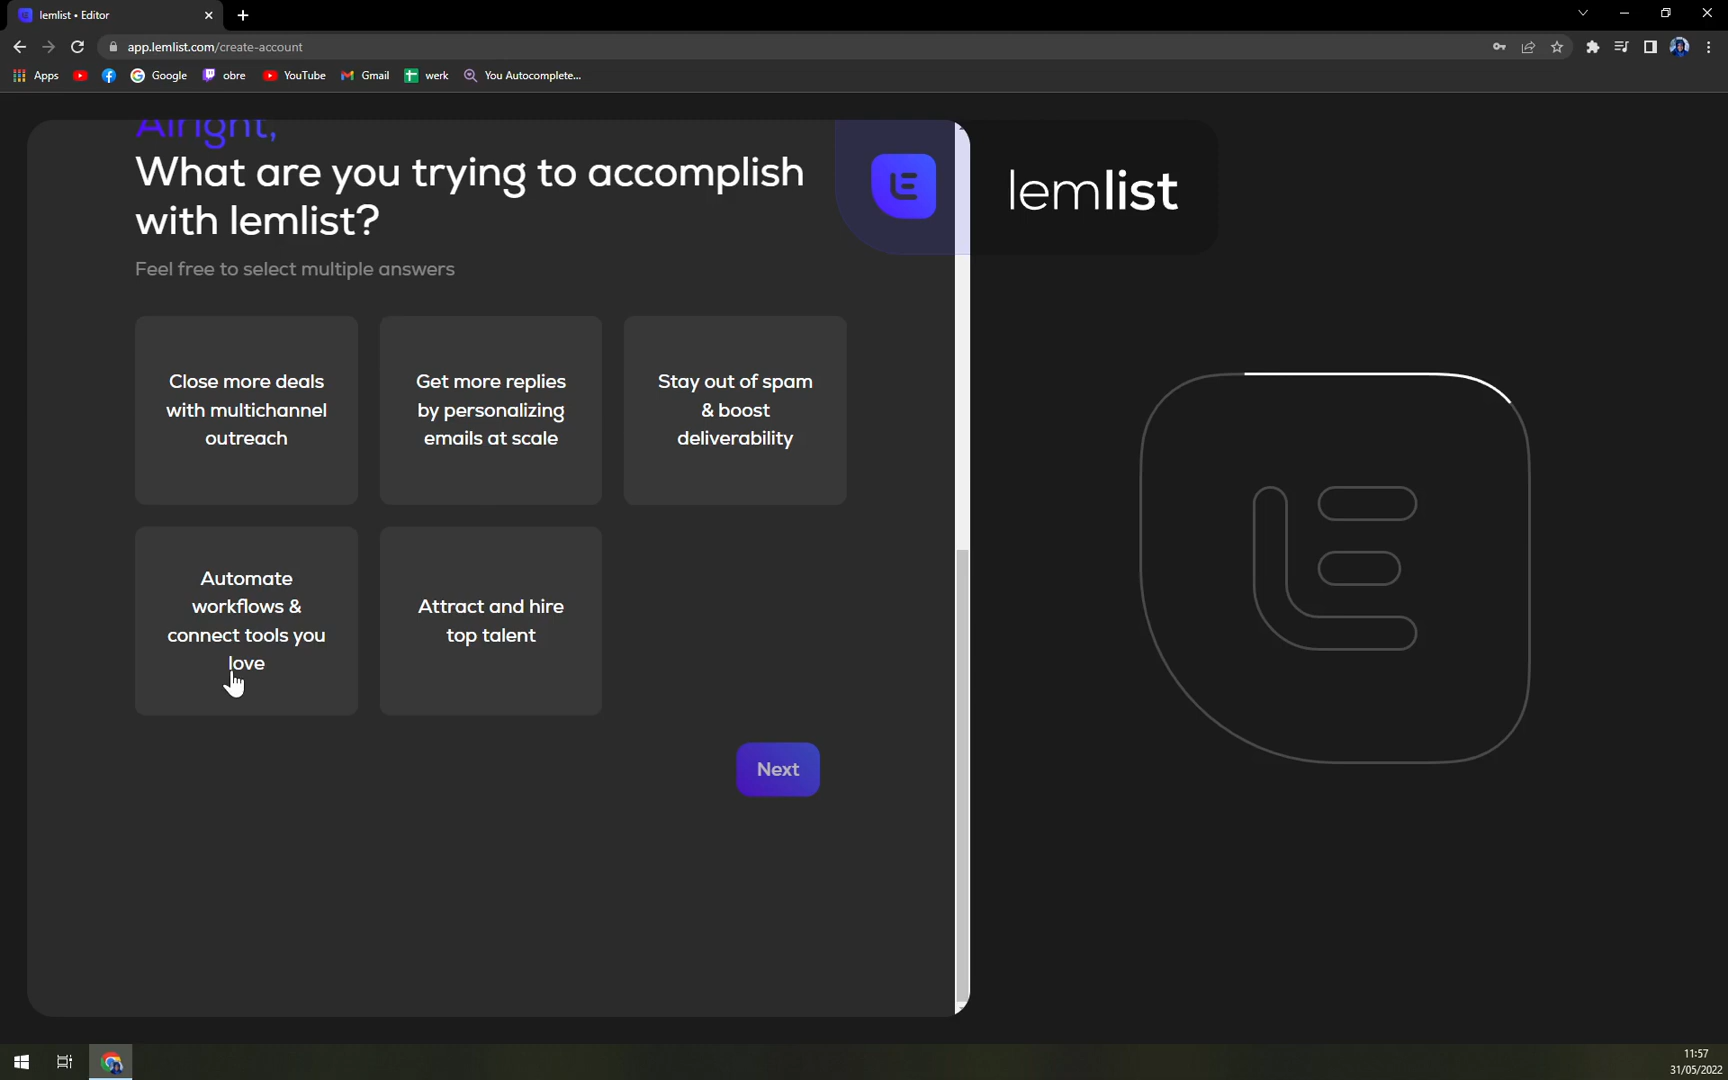 lemlist • Editor
app.lemlist.com/create-account
Apps
Google
obre
YouTube
Gmail
werk
You Autocomplete...
Alright,
What are you trying to accomplish
with lemlist?
Feel free to select multiple answers
lemlist
Close more deals
with multichannel
outreach
Get more replies
by personalizing
emails at scale
Stay out of spam
& boost
deliverability
Automate
workflows &
connect tools you
love
Attract and hire
top talent
Next
11:57
31/05/2022